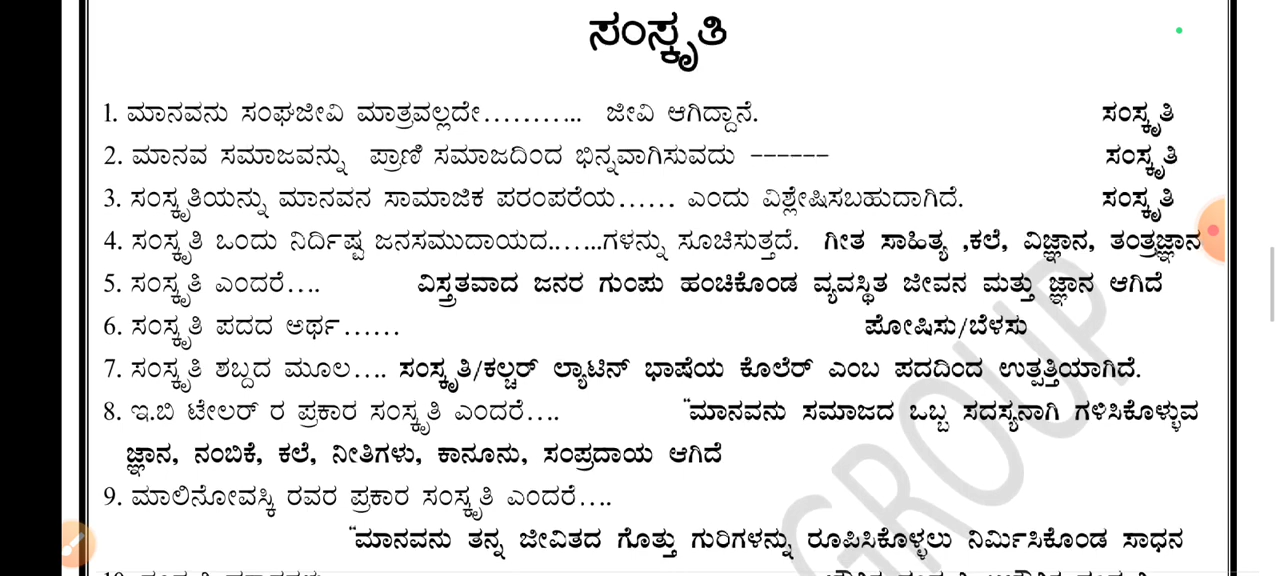 ಸಂಸ್ಕೃತಿ
1. ಮಾನವನು ಸಂಘಜೀವಿ ಮಾತ್ರವಲ್ಲದೇ……….. ಜೀವಿ ಆಗಿದ್ದಾನೆ. ಸಂಸ್ಕೃತಿ
2. ಮಾನವ ಸಮಾಜವನ್ನು ಪ್ರಾಣಿ ಸಮಾಜದಿಂದ ಭಿನ್ನವಾಗಿಸುವದು ------ ಸಂಸ್ಕೃತಿ
3. ಸಂಸ್ಕೃತಿಯನ್ನು ಮಾನವನ ಸಾಮಾಜಿಕ ಪರಂಪರೆಯ…… ಎಂದು ವಿಶ್ಲೇಷಿಸಬಹುದಾಗಿದೆ. ಸಂಸ್ಕೃತಿ
4. ಸಂಸ್ಕೃತಿ ಒಂದು ನಿರ್ದಿಷ್ಟ ಜನಸಮುದಾಯದ……ಗಳನ್ನು ಸೂಚಿಸುತ್ತದೆ. ಗೀತ ಸಾಹಿತ್ಯ ,ಕಲೆ, ವಿಜ್ಞಾನ, ತಂತ್ರಜ್ಞಾನ
5. ಸಂಸ್ಕೃತಿ ಎಂದರೆ…. ವಿಸ್ತ್ರತವಾದ ಜನರ ಗುಂಪು ಹಂಚಿಕೊಂಡ ವ್ಯವಸ್ಥಿತ ಜೀವನ ಮತ್ತು ಜ್ಞಾನ ಆಗಿದೆ
6. ಸಂಸ್ಕೃತಿ ಪದದ ಅರ್ಥ…… ಪೋಷಿಸು/ಬೆಳಸು
7. ಸಂಸ್ಕೃತಿ ಶಬ್ದದ ಮೂಲ…. ಸಂಸ್ಕೃತಿ/ಕಲ್ಚರ್ ಲ್ಯಾಟಿನ್ ಭಾಷೆಯ ಕೊಲೆರ್ ಎಂಬ ಪದದಿಂದ ಉತ್ಪತ್ತಿಯಾಗಿದೆ.
8. ಇ.ಬಿ ಟೇಲರ್ ರ ಪ್ರಕಾರ ಸಂಸ್ಕೃತಿ ಎಂದರೆ…. “ಮಾನವನು ಸಮಾಜದ ಒಬ್ಬ ಸದಸ್ಯನಾಗಿ ಗಳಿಸಿಕೊಳ್ಳುವ
ಜ್ಞಾನ, ನಂಬಿಕೆ, ಕಲೆ, ನೀತಿಗಳು, ಕಾನೂನು, ಸಂಪ್ರದಾಯ ಆಗಿದೆ
9. ಮಾಲಿನೋವಸ್ಕಿ ರವರ ಪ್ರಕಾರ ಸಂಸ್ಕೃತಿ ಎಂದರೆ….
“ಮಾನವನು ತನ್ನ ಜೀವಿತದ ಗೊತ್ತು ಗುರಿಗಳನ್ನು ರೂಪಿಸಿಕೊಳ್ಳಲು ನಿರ್ಮಿಸಿಕೊಂಡ ಸಾಧನ
GROUP